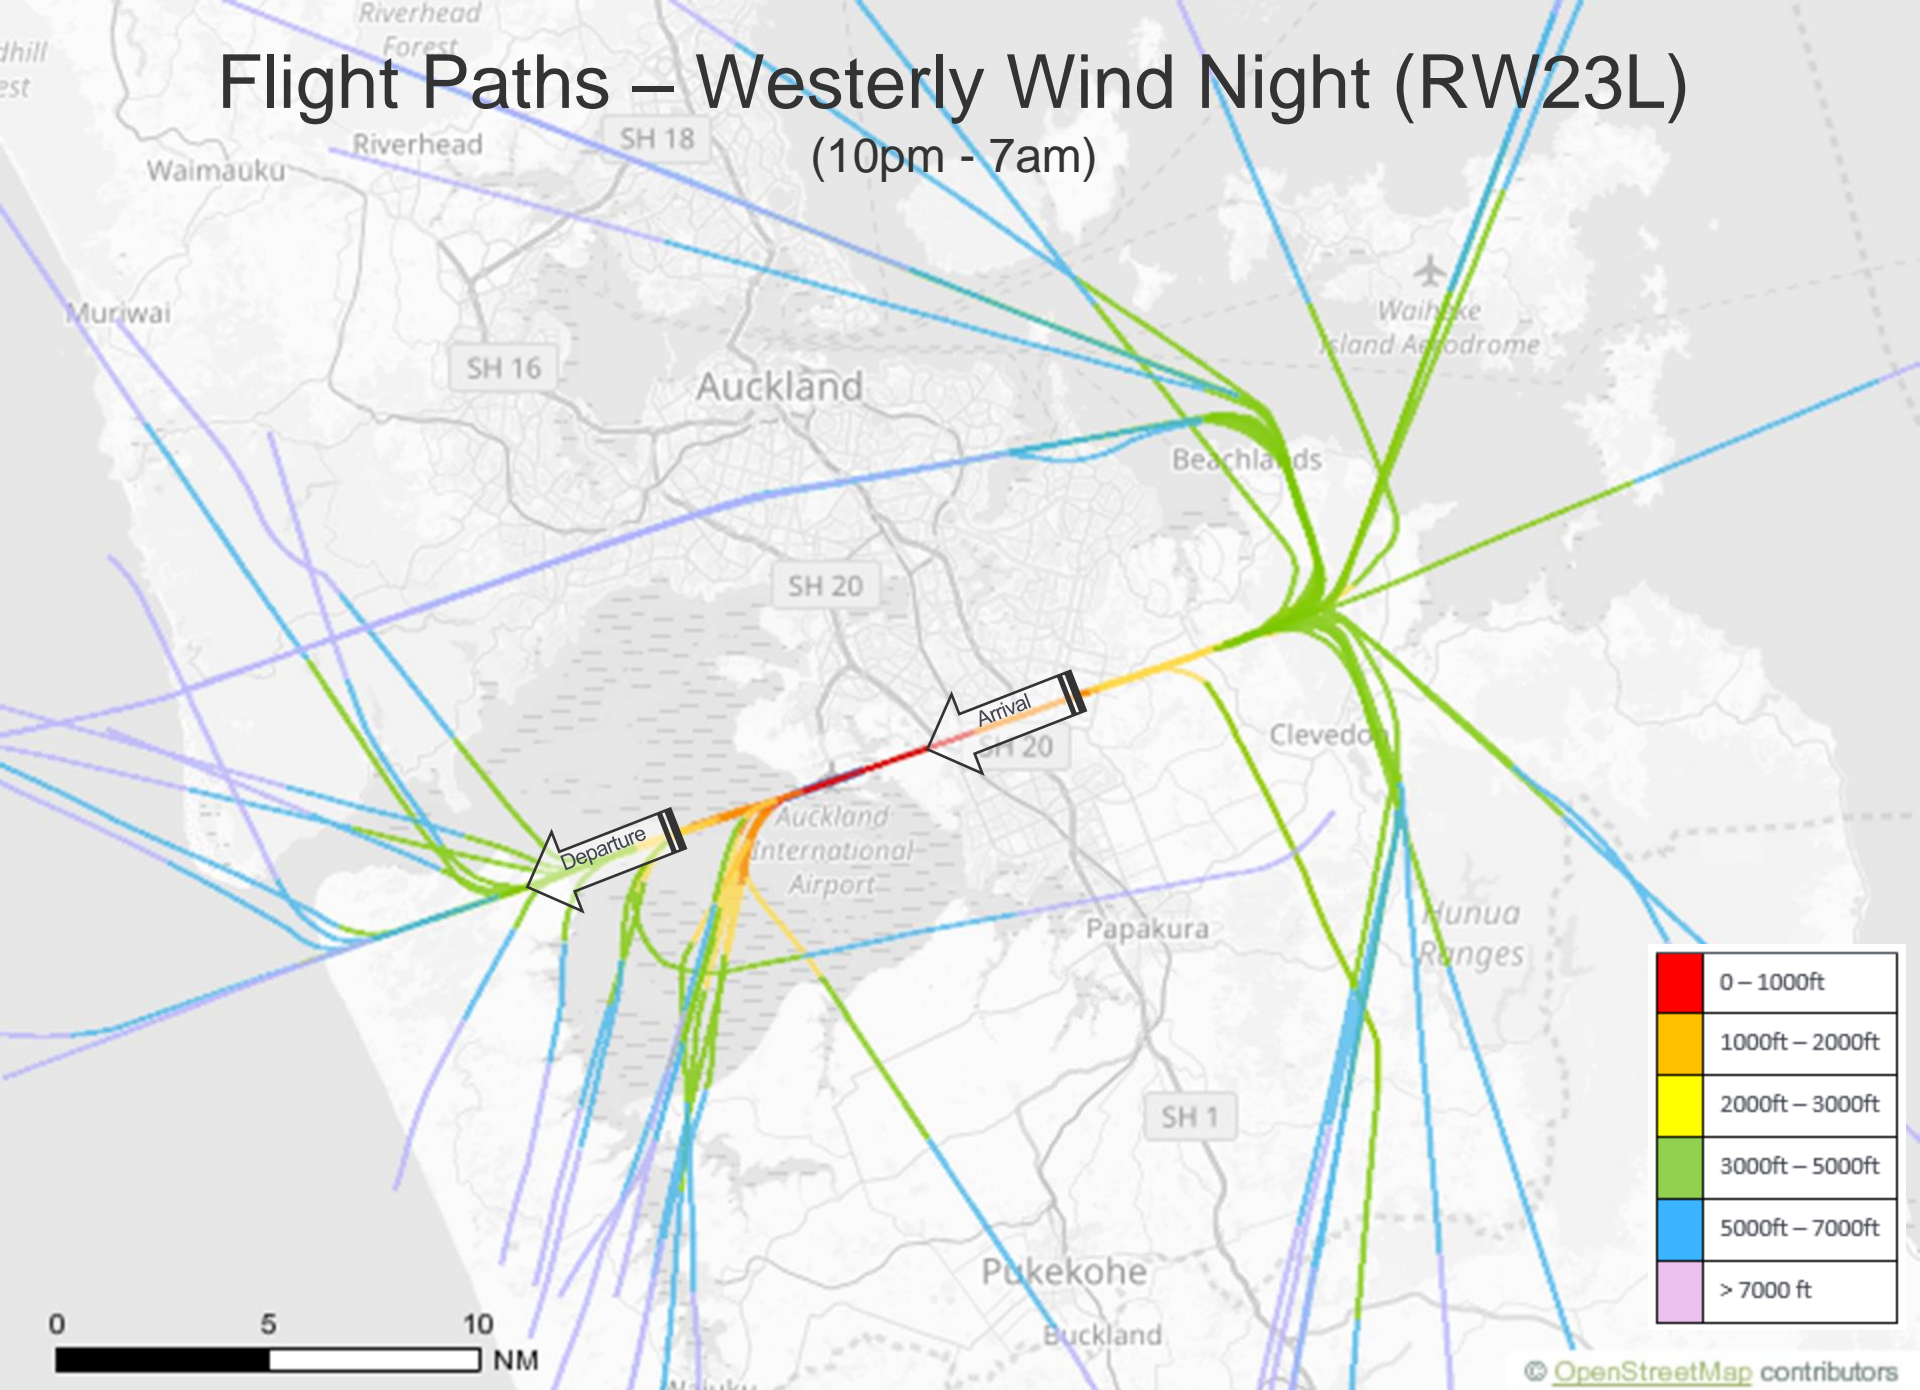 Riverhead
Forest
dhill
est
Flight Paths – Westerly Wind Night (RW23L)
(10pm - 7am)
SH 18
Riverhead
Waimauku
Muriwai
Waiheke
Island Aerodrome
SH 16
Auckland
Beachlands
SH 20
Arrival
Clevedon
SH 20
Departure
Auckland
International
Airport
Papakura
Hunua
Ranges
0 – 1000ft
1000ft – 2000ft
2000ft – 3000ft
3000ft – 5000ft
5000ft – 7000ft
> 7000 ft
SH 1
Pukekohe
Buckland
0 5 10
NM
Waiuku
© OpenStreetMap contributors